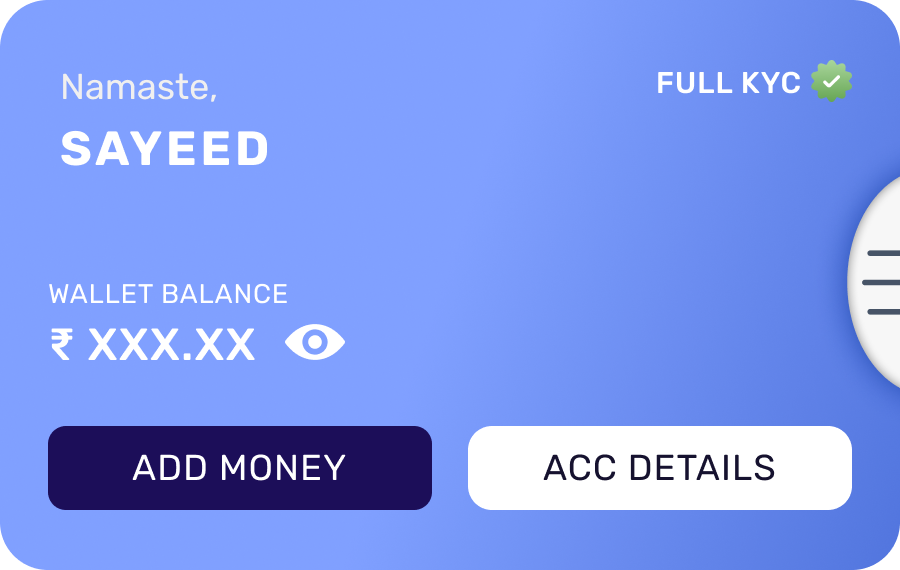 Namaste,
SAYEED
FULL KYC
WALLET BALANCE
₹ XXX.XX
ADD MONEY
ACC DETAILS